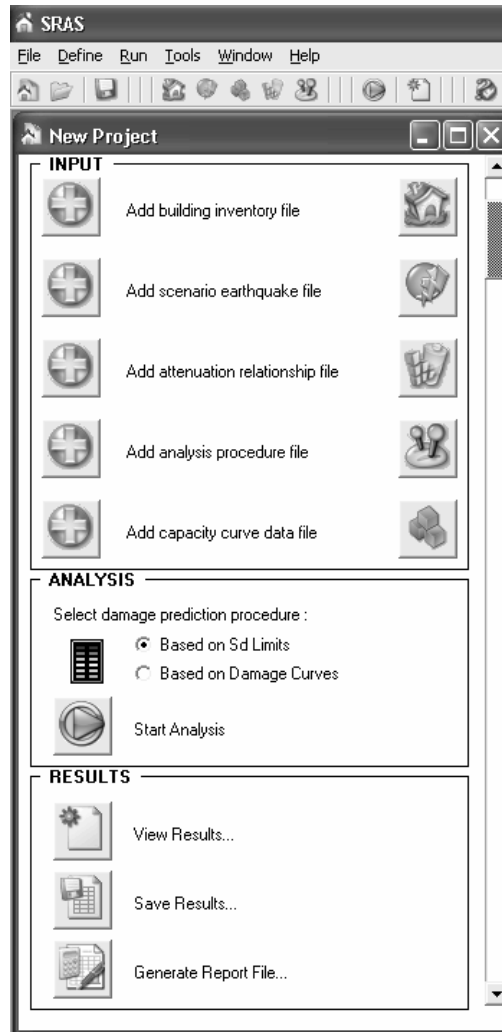 SRAS
File Define Run Tools Window Help
New Project
INPUT
Add building inventory file
Add scenario earthquake file
Add attenuation relationship file
Add analysis procedure file
Add capacity curve data file
ANALYSIS
Select damage prediction procedure :
Based on Sd Limits
Based on Damage Curves
Start Analysis
RESULTS
View Results...
Save Results...
Generate Report File...